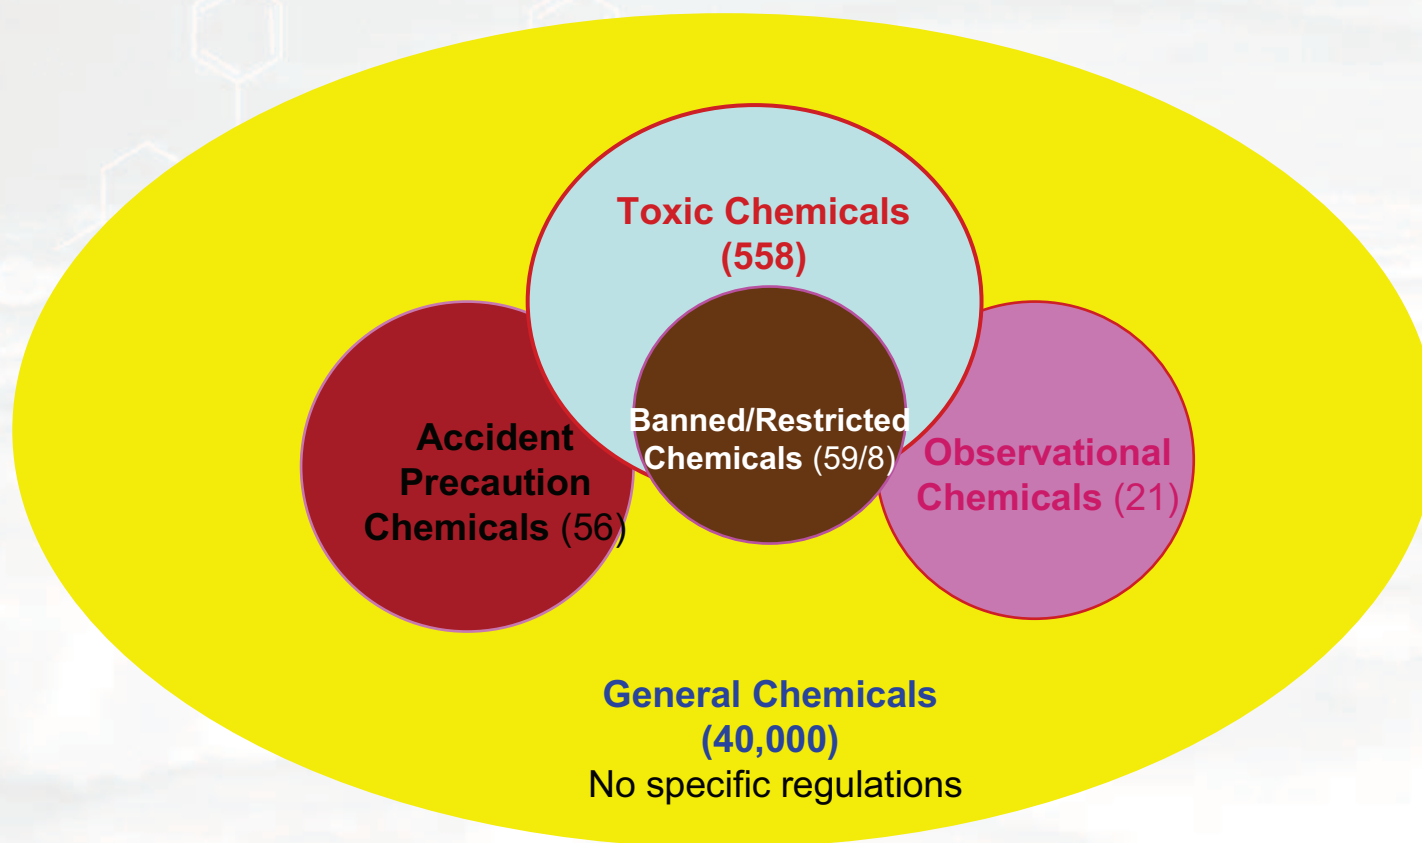 Toxic Chemicals
(558)
Banned/Restricted
Chemicals (59/8)
Accident
Precaution
Chemicals (56)
Observational
Chemicals (21)
General Chemicals
(40,000)
No specific regulations